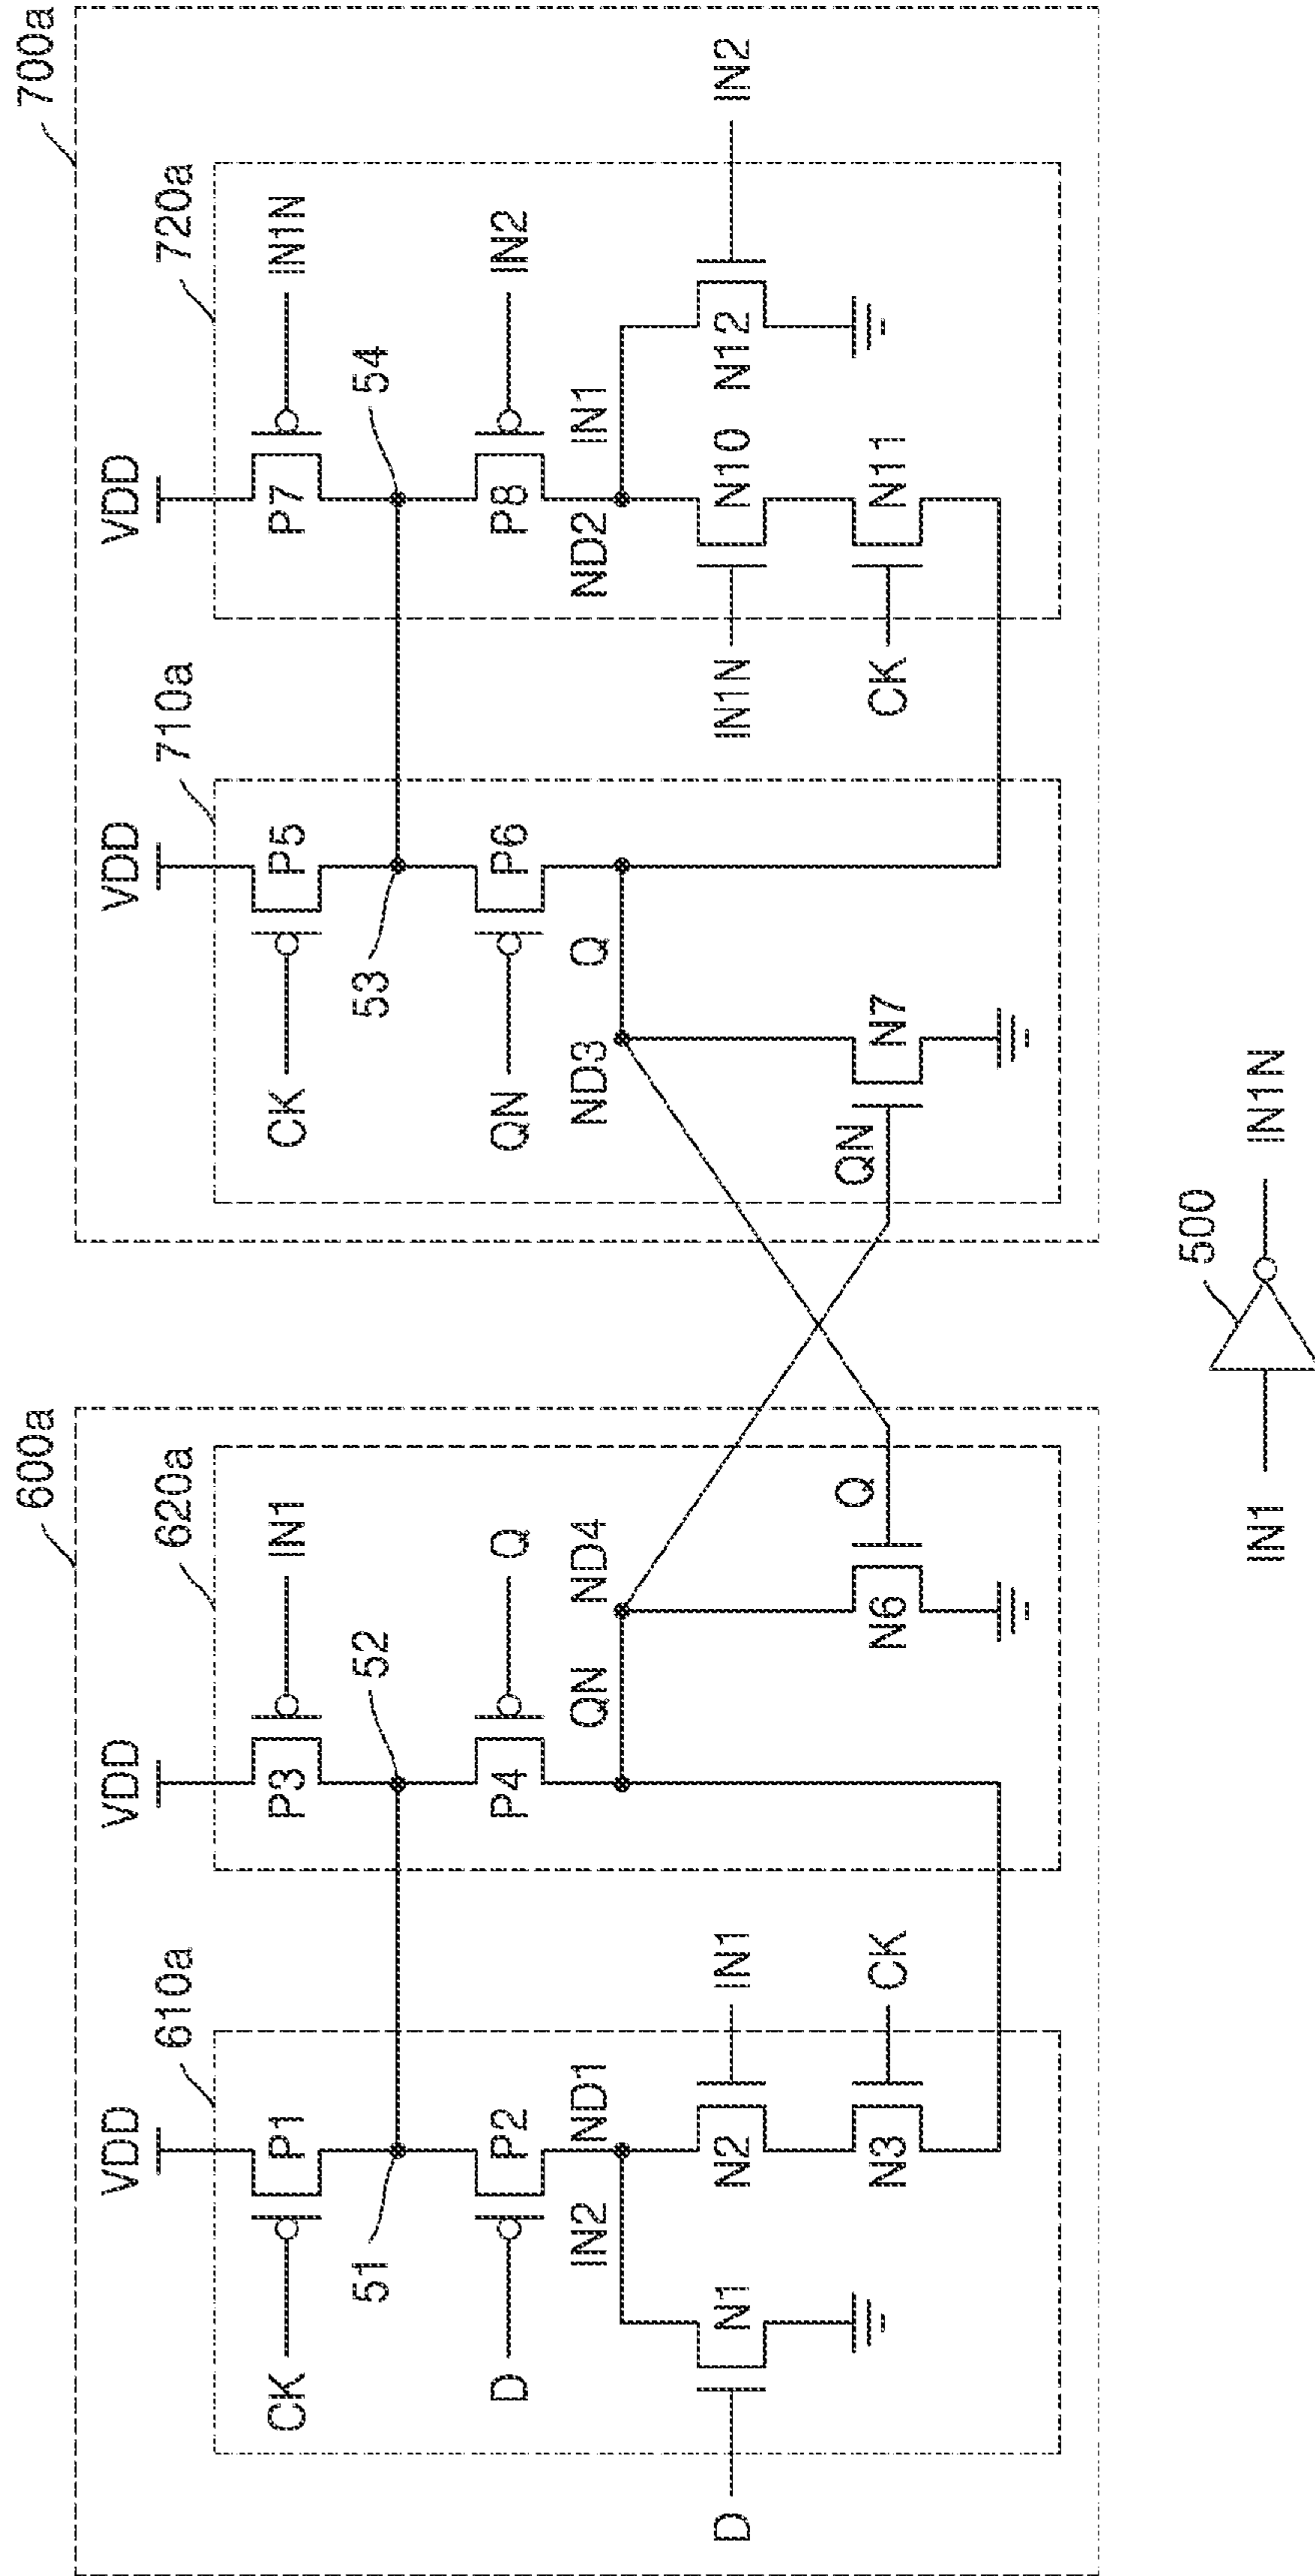 600a
700a
610a
620a
710a
720a
VDD
VDD
VDD
VDD
CK
P1
P3
IN1
CK
P5
P7
IN1N
51
52
53
54
D
P2
P4
Q
QN
P6
P8
IN2
IN2
ND1
QN
ND4
ND3
Q
ND2
IN1
D
N1
N2
IN1
IN1N
N10
N12
IN2
N3
CK
N6
Q
QN
N7
CK
N11
IN1
500
IN1N